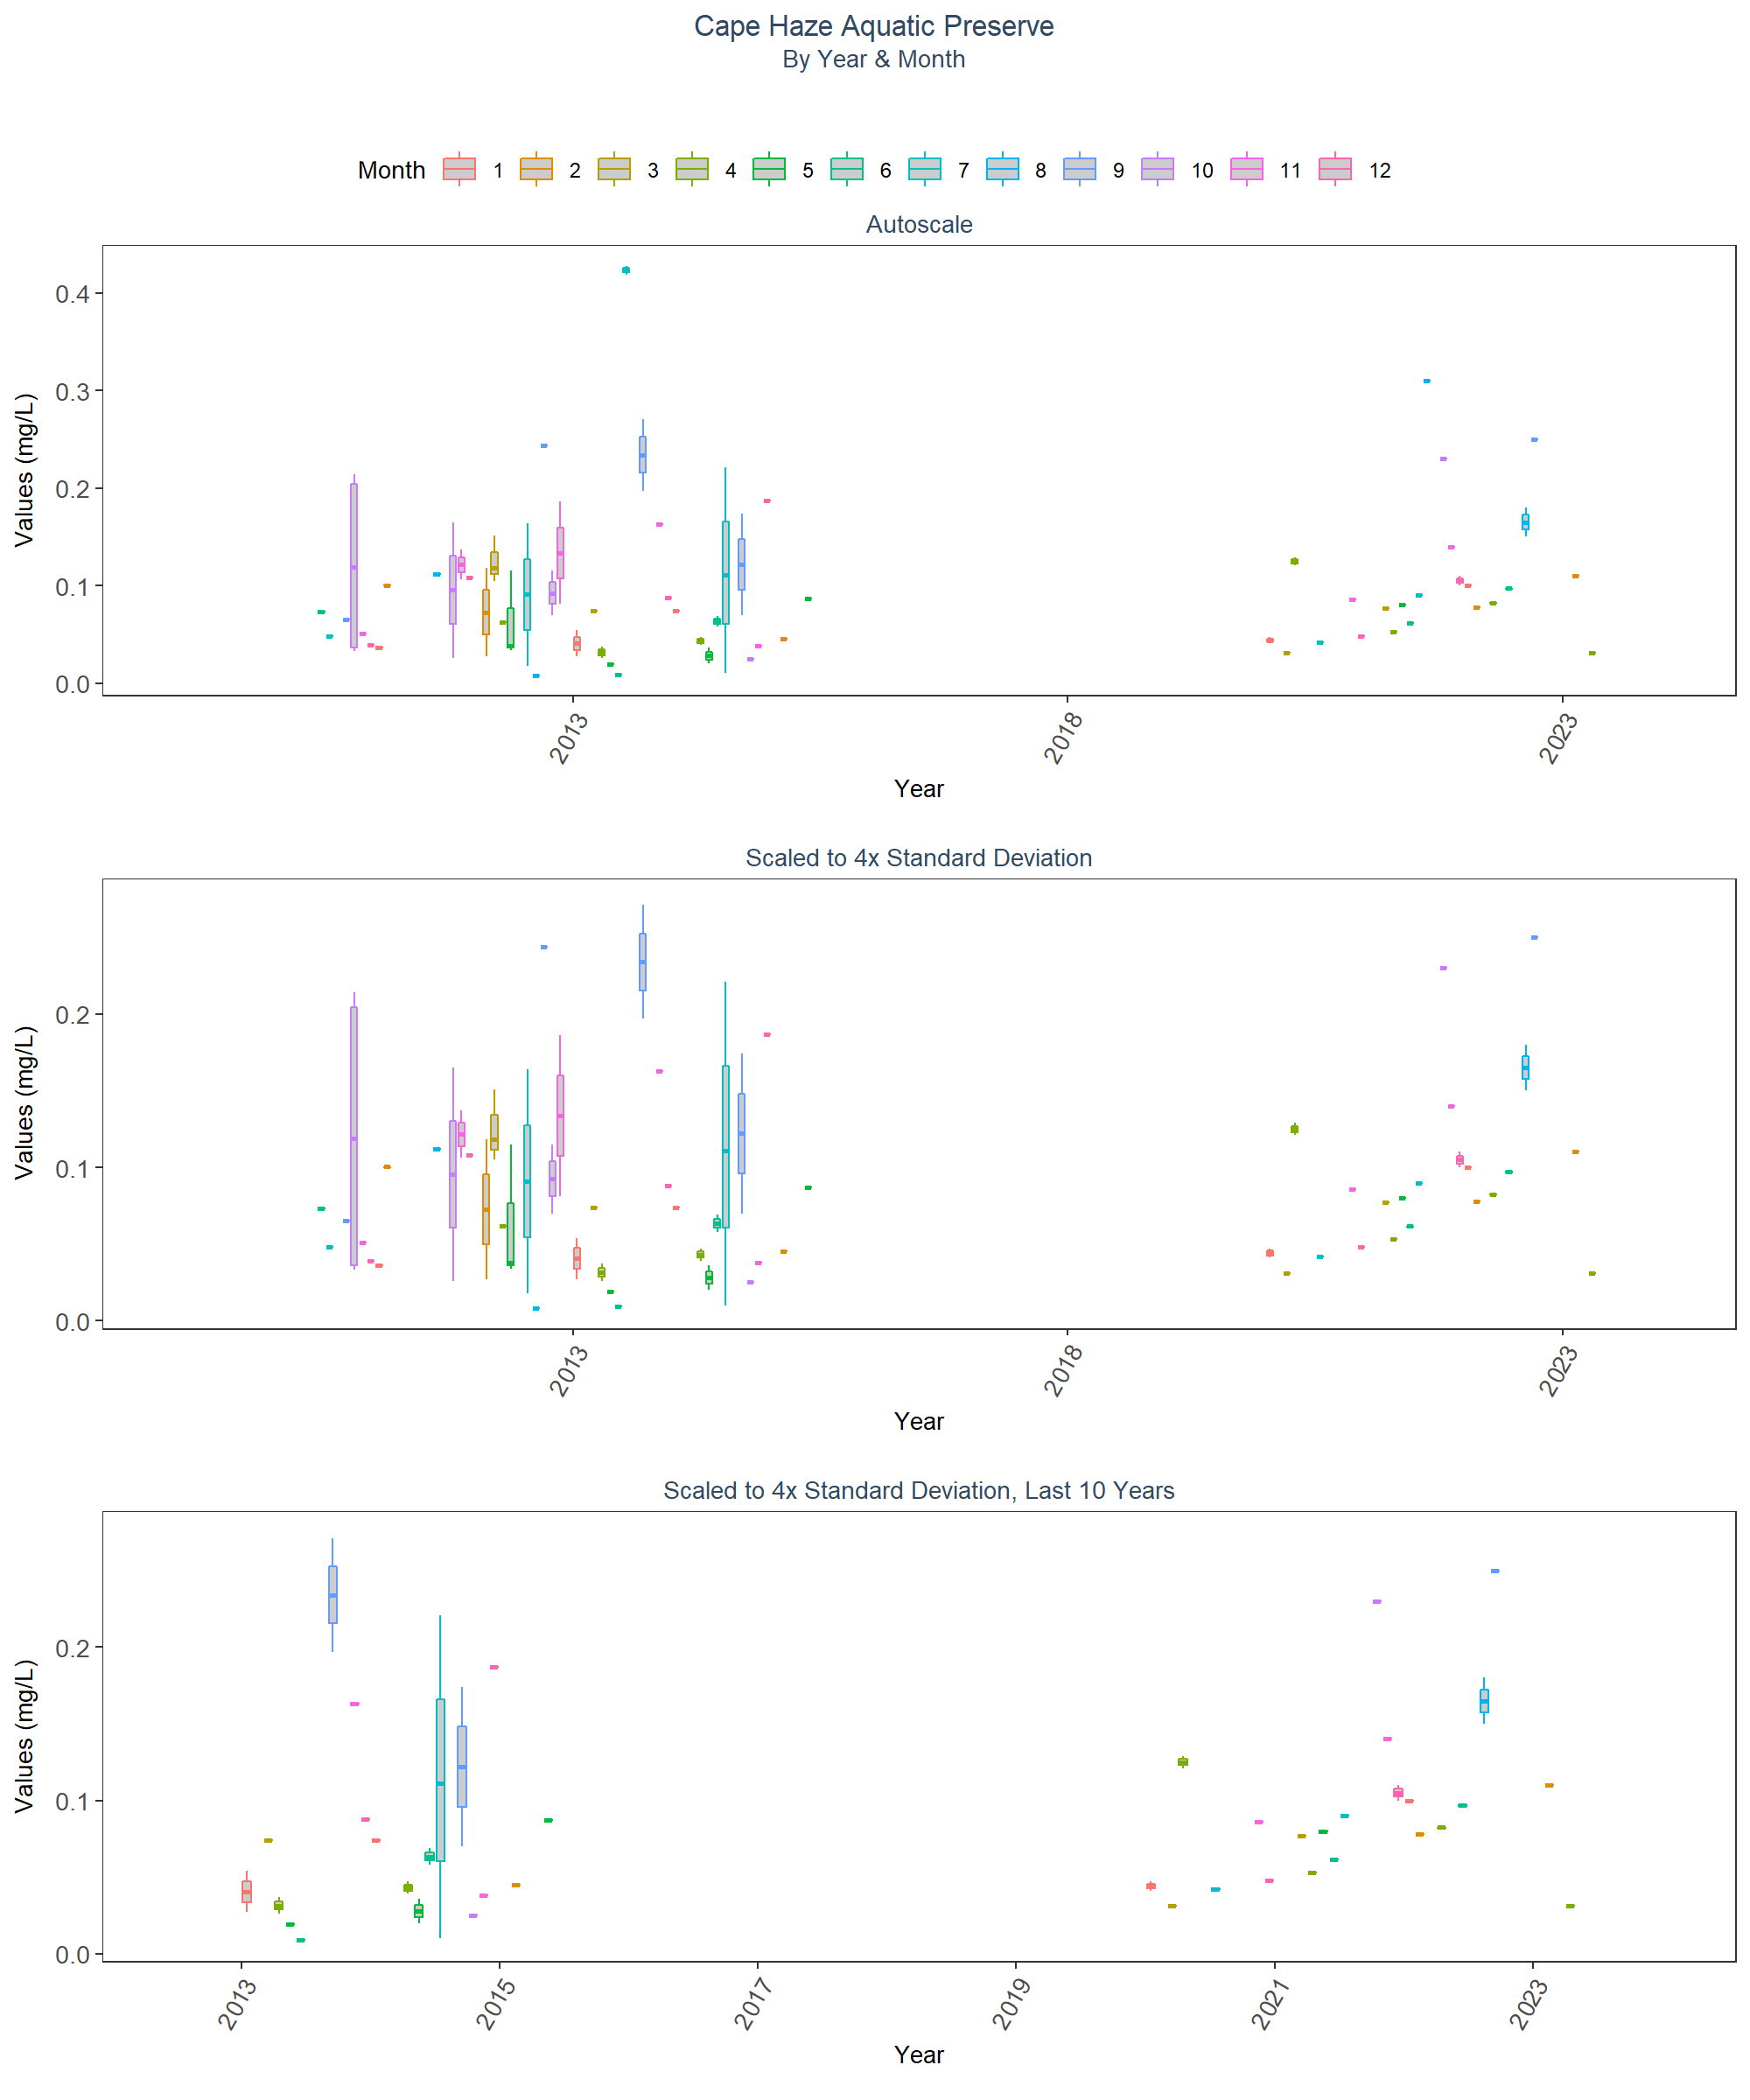 Cape Haze Aquatic Preserve
By Year & Month
Month 1 2 3 4 5 6 7 8 9 10 11 12
Autoscale
Values (mg/L)
0.4
0.3
0.2
0.1
0.0
2013 2018 2023
Year
Scaled to 4x Standard Deviation
Values (mg/L)
0.2
0.1
0.0
2013 2018 2023
Year
Scaled to 4x Standard Deviation, Last 10 Years
Values (mg/L)
0.2
0.1
0.0
2013 2015 2017 2019 2021 2023
Year